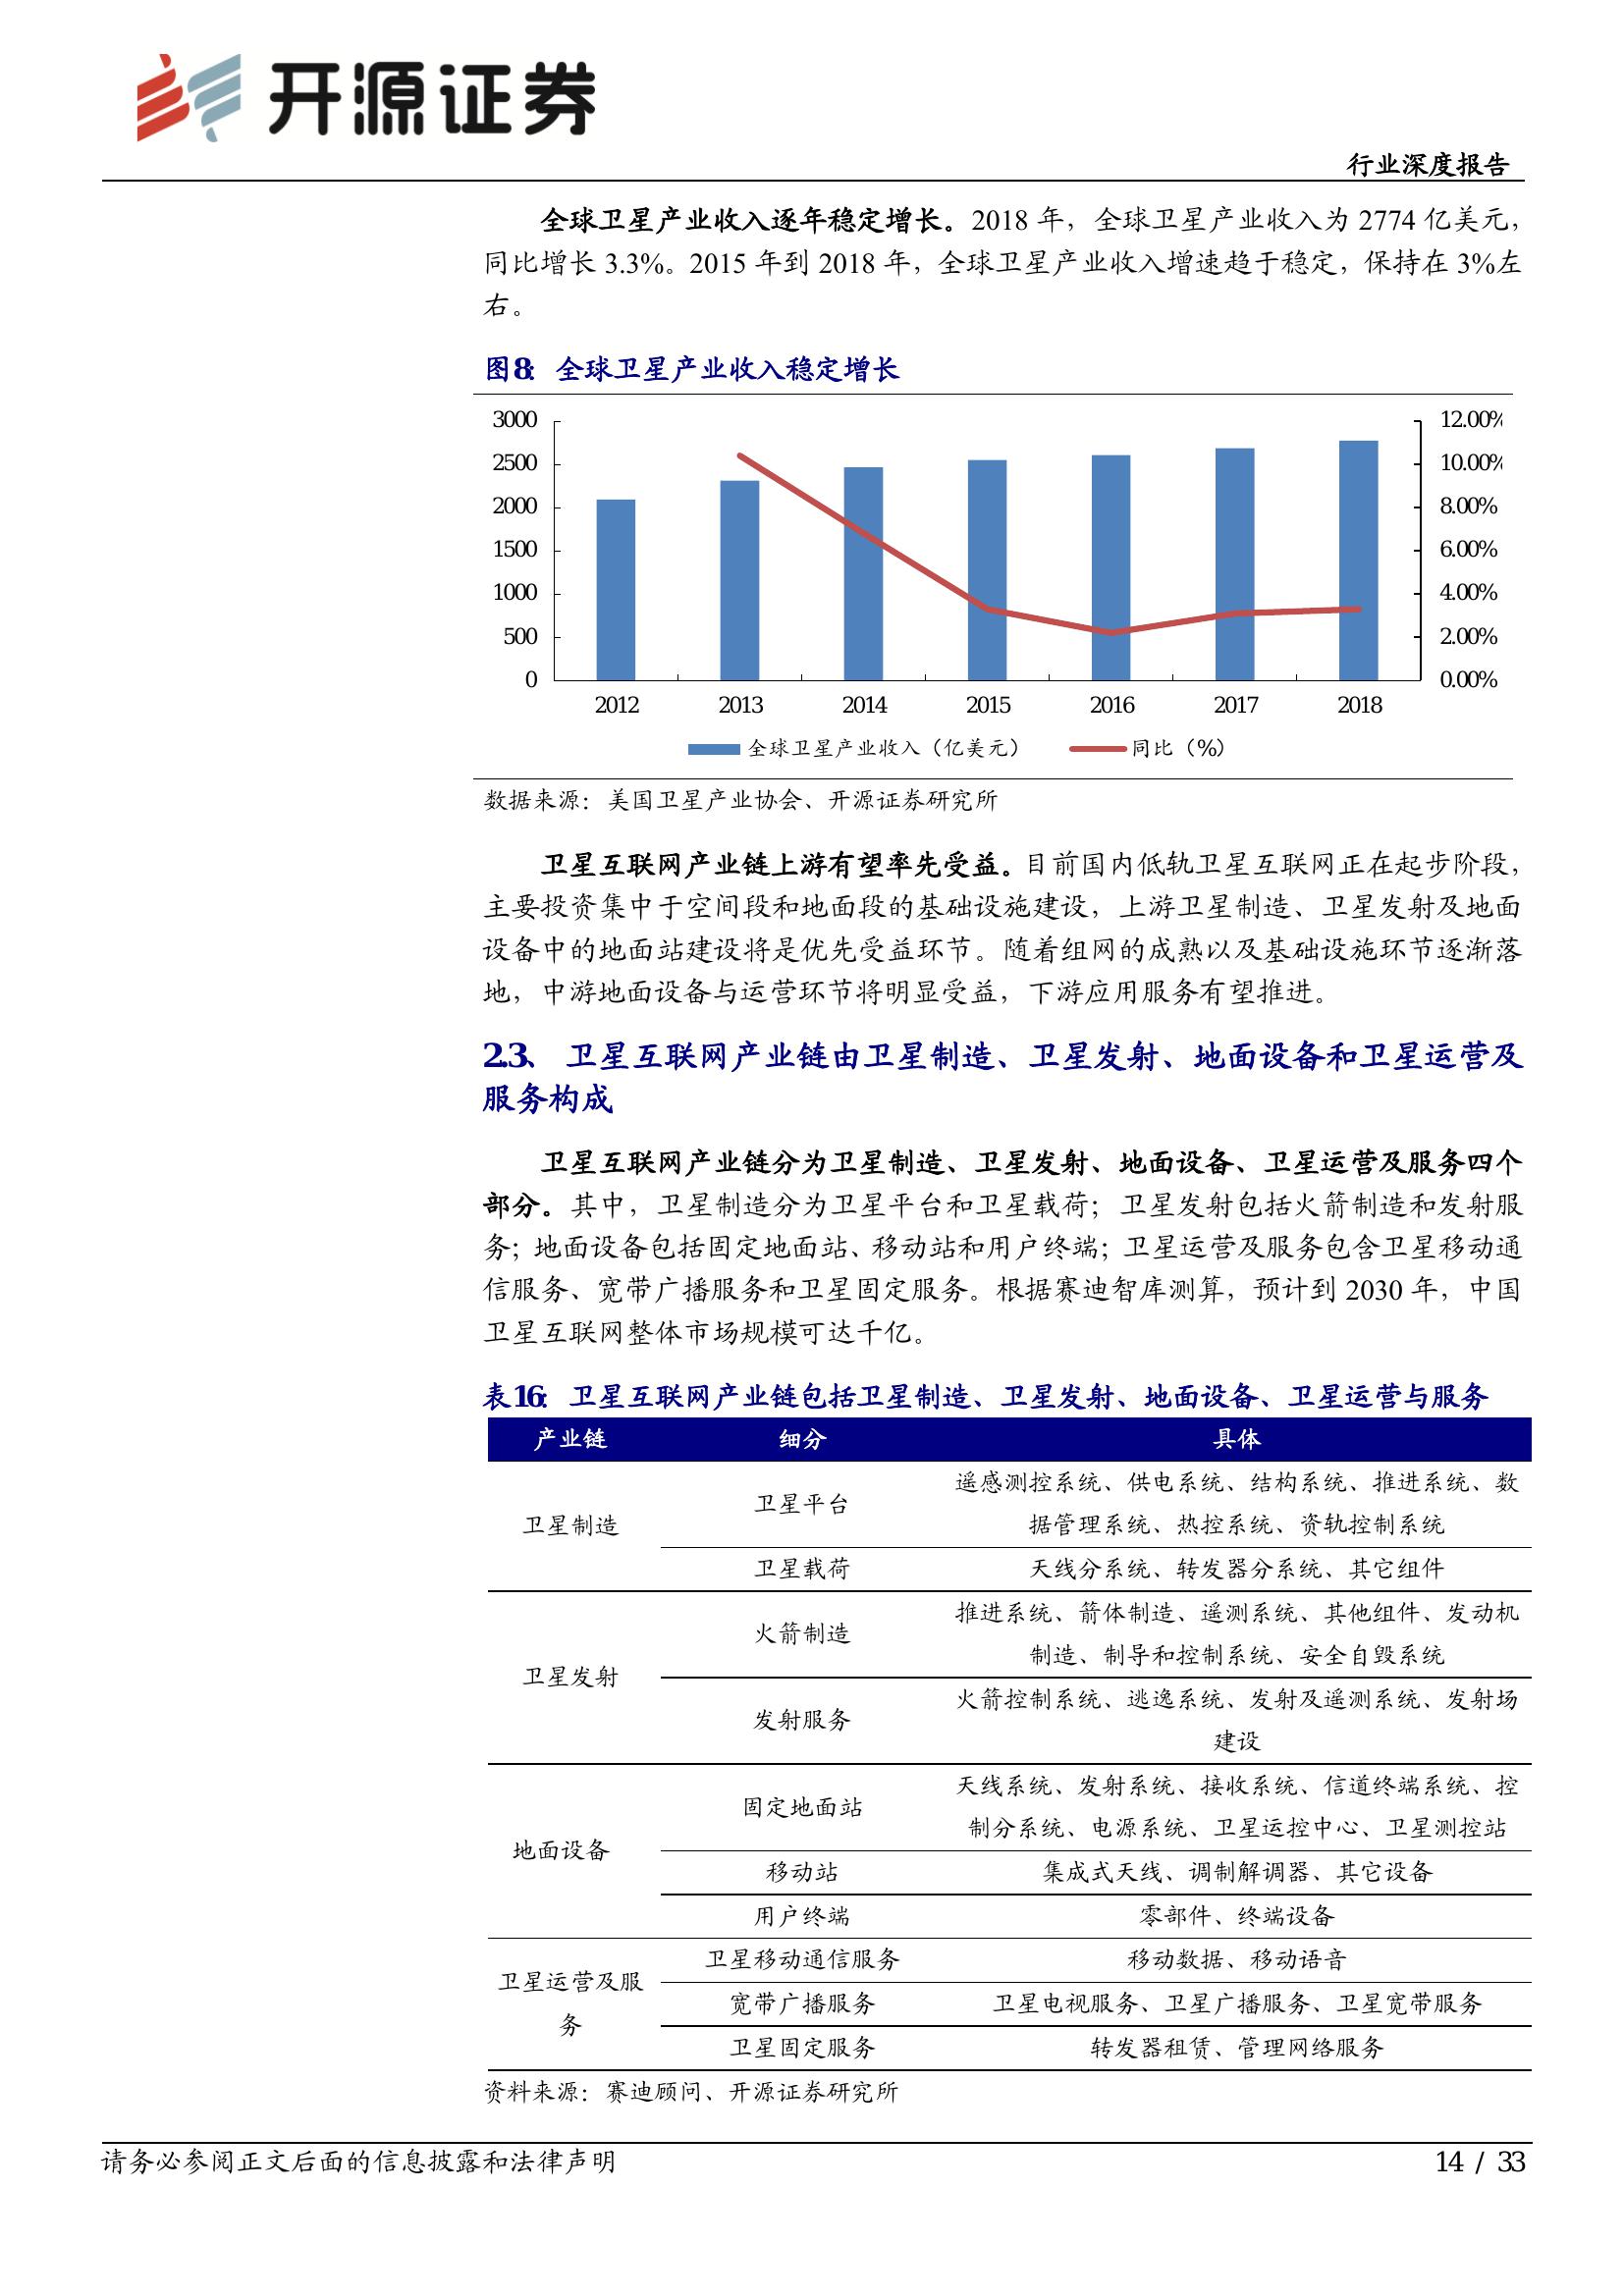 开源证券
行业深度报告
全球卫星产业收入逐年稳定增长。2018 年，全球卫星产业收入为 2774 亿美元，
同比增长 3.3%。2015 年到 2018 年，全球卫星产业收入增速趋于稳定，保持在 3%左
右。
图8： 全球卫星产业收入稳定增长
3000
2500
2000
1500
1000
500
0
12.00%
10.00%
8.00%
6.00%
4.00%
2.00%
0.00%
2012 2013 2014 2015 2016 2017 2018
全球卫星产业收入（亿美元） 同比（%）
数据来源：美国卫星产业协会、开源证券研究所
卫星互联网产业链上游有望率先受益。目前国内低轨卫星互联网正在起步阶段，
主要投资集中于空间段和地面段的基础设施建设，上游卫星制造、卫星发射及地面
设备中的地面站建设将是优先受益环节。随着组网的成熟以及基础设施环节逐渐落
地，中游地面设备与运营环节将明显受益，下游应用服务有望推进。
2.3、 卫星互联网产业链由卫星制造、卫星发射、地面设备和卫星运营及
服务构成
卫星互联网产业链分为卫星制造、卫星发射、地面设备、卫星运营及服务四个
部分。其中，卫星制造分为卫星平台和卫星载荷；卫星发射包括火箭制造和发射服
务；地面设备包括固定地面站、移动站和用户终端；卫星运营及服务包含卫星移动通
信服务、宽带广播服务和卫星固定服务。根据赛迪智库测算，预计到 2030 年，中国
卫星互联网整体市场规模可达千亿。
表16： 卫星互联网产业链包括卫星制造、卫星发射、地面设备、卫星运营与服务
产业链 细分 具体
卫星制造
卫星平台
遥感测控系统、供电系统、结构系统、推进系统、数
据管理系统、热控系统、资轨控制系统
卫星载荷 天线分系统、转发器分系统、其它组件
卫星发射
火箭制造
推进系统、箭体制造、遥测系统、其他组件、发动机
制造、制导和控制系统、安全自毁系统
发射服务
火箭控制系统、逃逸系统、发射及遥测系统、发射场
建设
地面设备
固定地面站
天线系统、发射系统、接收系统、信道终端系统、控
制分系统、电源系统、卫星运控中心、卫星测控站
移动站 集成式天线、调制解调器、其它设备
用户终端 零部件、终端设备
卫星运营及服
务
卫星移动通信服务 移动数据、移动语音
宽带广播服务 卫星电视服务、卫星广播服务、卫星宽带服务
卫星固定服务 转发器租赁、管理网络服务
资料来源：赛迪顾问、开源证券研究所
请务必参阅正文后面的信息披露和法律声明 14 / 33